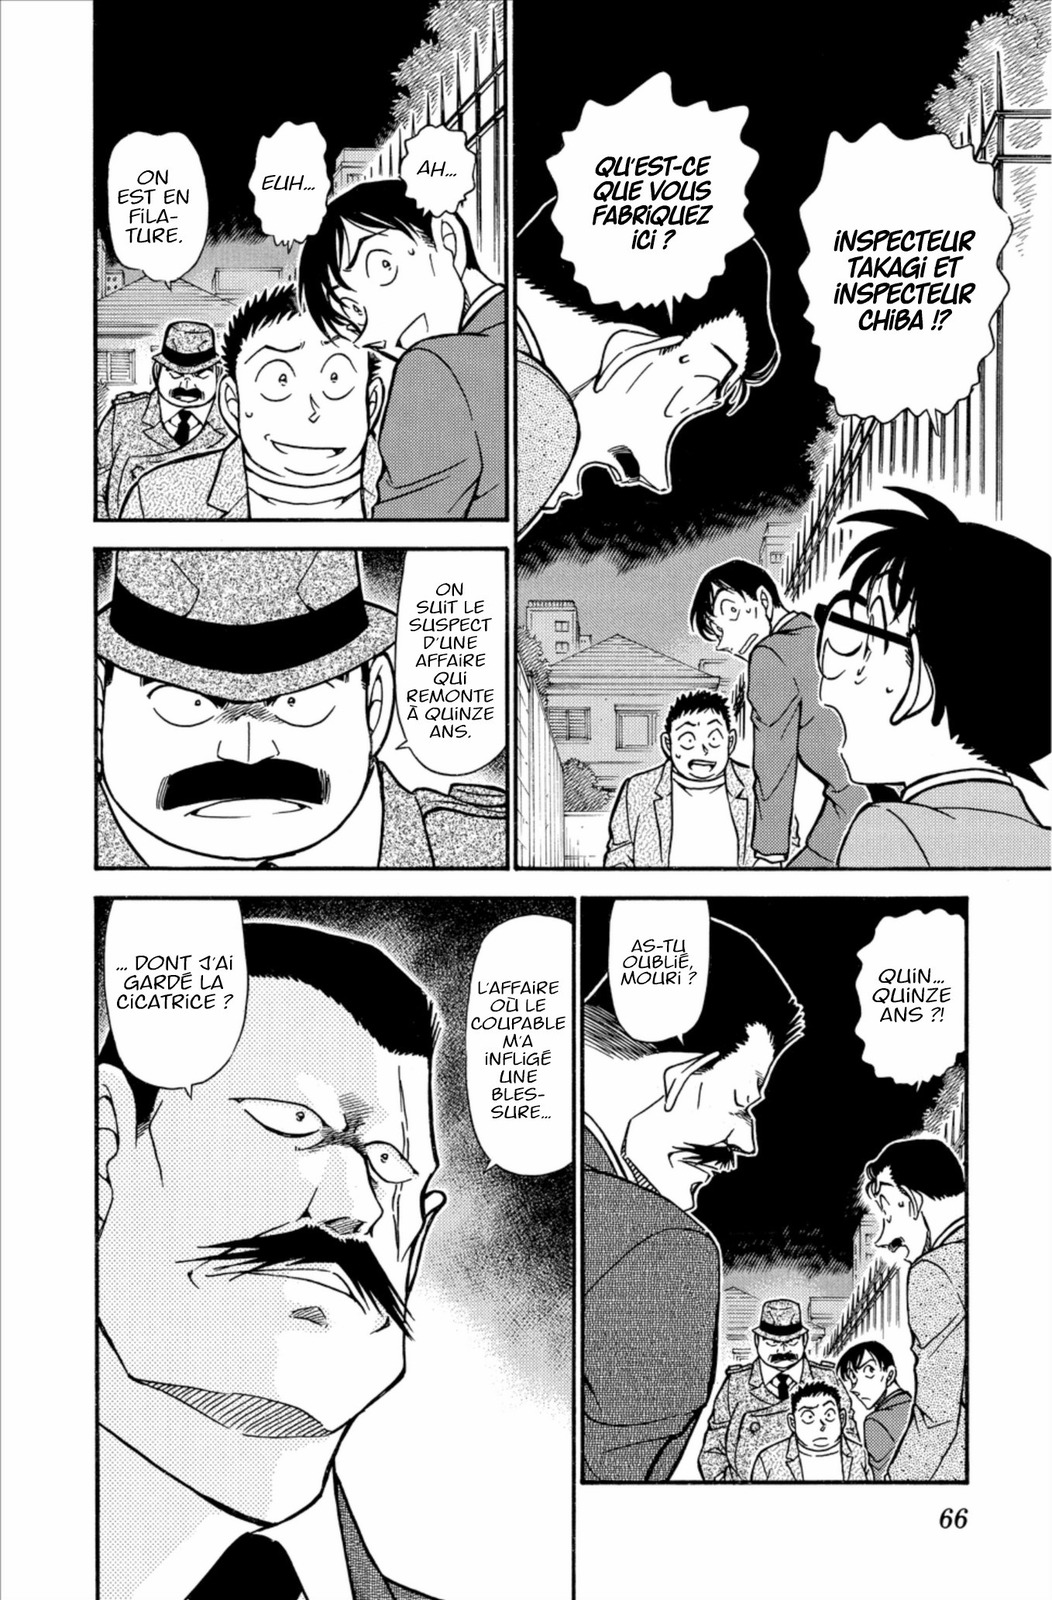 INSPECTEUR
TAKAGI ET
INSPECTEUR
CHIBA !?
QU'EST-CE
QUE VOUS
FABRIQUEZ
ICI ?
AH...
EUH...
ON
EST EN
FILA-
TURE.
ON
SUIT LE
SUSPECT
D'UNE
AFFAIRE
QUI
REMONTE
À QUINZE
ANS.
QUIN...
QUINZE
ANS ?!
AS-TU
OUBLIÉ,
MOURI ?
L'AFFAIRE
OÙ LE
COUPABLE
M'A
INFLIGÉ
UNE
BLES-
SURE...
... DONT J'AI
GARDÉ LA
CICATRICE ?
66